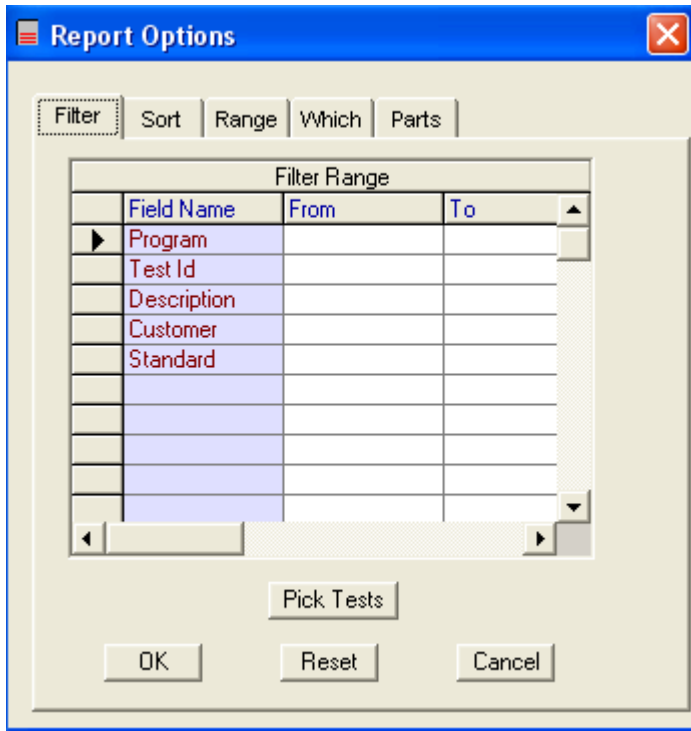 Report Options
Filter Sort Range Which Parts
Filter Range
Field Name From To
Program
Test Id
Description
Customer
Standard
Pick Tests
OK Reset Cancel